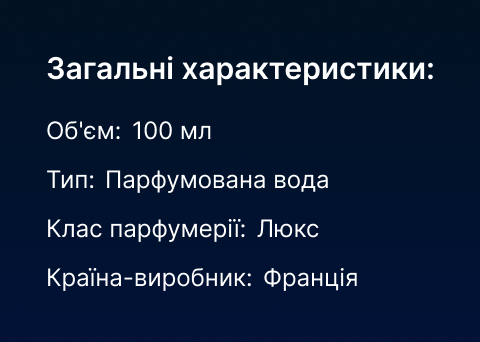 Загальні характеристики:
Об'єм: 100 мл
Тип: Парфумована вода
Клас парфумерії: Люкс
Країна-виробник: Франція